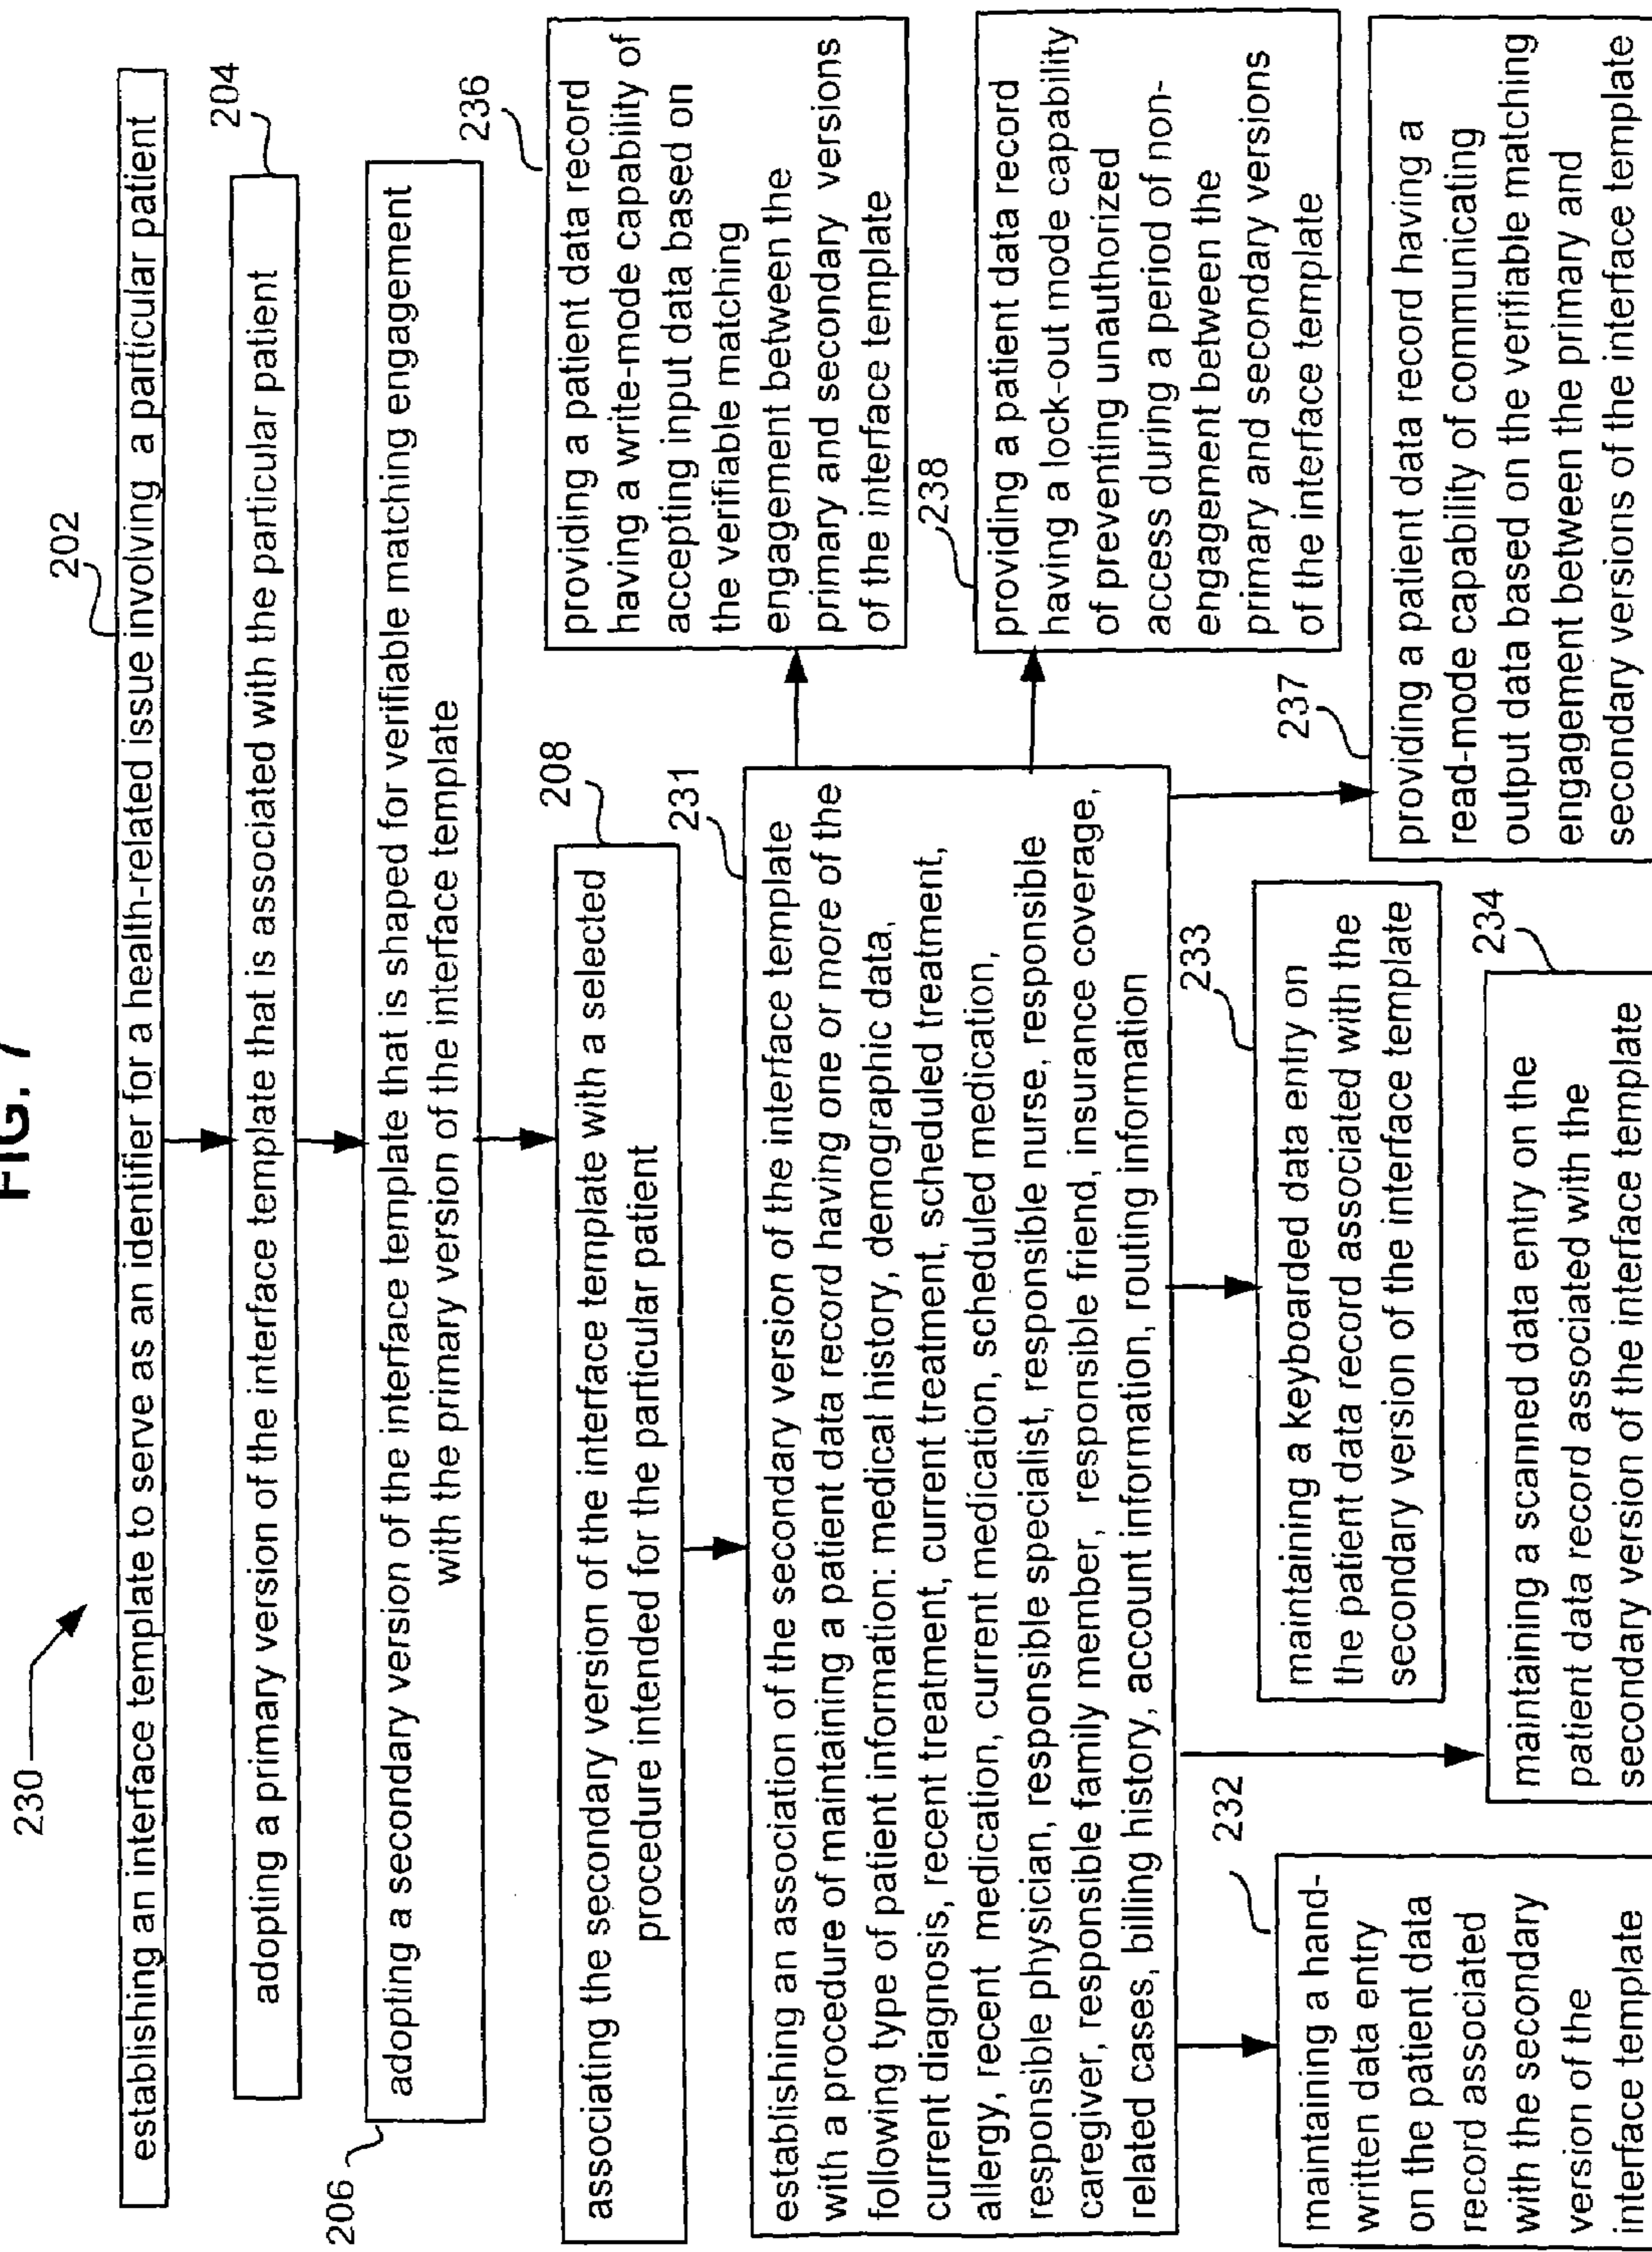 FIG. 7
230
202
establishing an interface template to serve as an identifier for a health-related issue involving a particular patient
204
adopting a primary version of the interface template that is associated with the particular patient
206
adopting a secondary version of the interface template that is shaped for verifiable matching engagement
with the primary version of the interface template
208
associating the secondary version of the interface template with a selected
procedure intended for the particular patient
236
providing a patient data record
having a write-mode capability of
accepting input data based on
the verifiable matching
engagement between the
primary and secondary versions
of the interface template
231
establishing an association of the secondary version of the interface template
with a procedure of maintaining a patient data record having one or more of the
following type of patient information: medical history, demographic data,
current diagnosis, recent treatment, current treatment, scheduled treatment,
allergy, recent medication, current medication, scheduled medication,
responsible physician, responsible specialist, responsible nurse, responsible
caregiver, responsible family member, responsible friend, insurance coverage,
related cases, billing history, account information, routing information
238
providing a patient data record
having a lock-out mode capability
of preventing unauthorized
access during a period of non-
engagement between the
primary and secondary versions
of the interface template
232
maintaining a hand-
written data entry
on the patient data
record associated
with the secondary
version of the
interface template
233
maintaining a keyboarded data entry on
the patient data record associated with the
secondary version of the interface template
234
maintaining a scanned data entry on the
patient data record associated with the
secondary version of the interface template
237
providing a patient data record having a
read-mode capability of communicating
output data based on the verifiable matching
engagement between the primary and
secondary versions of the interface template